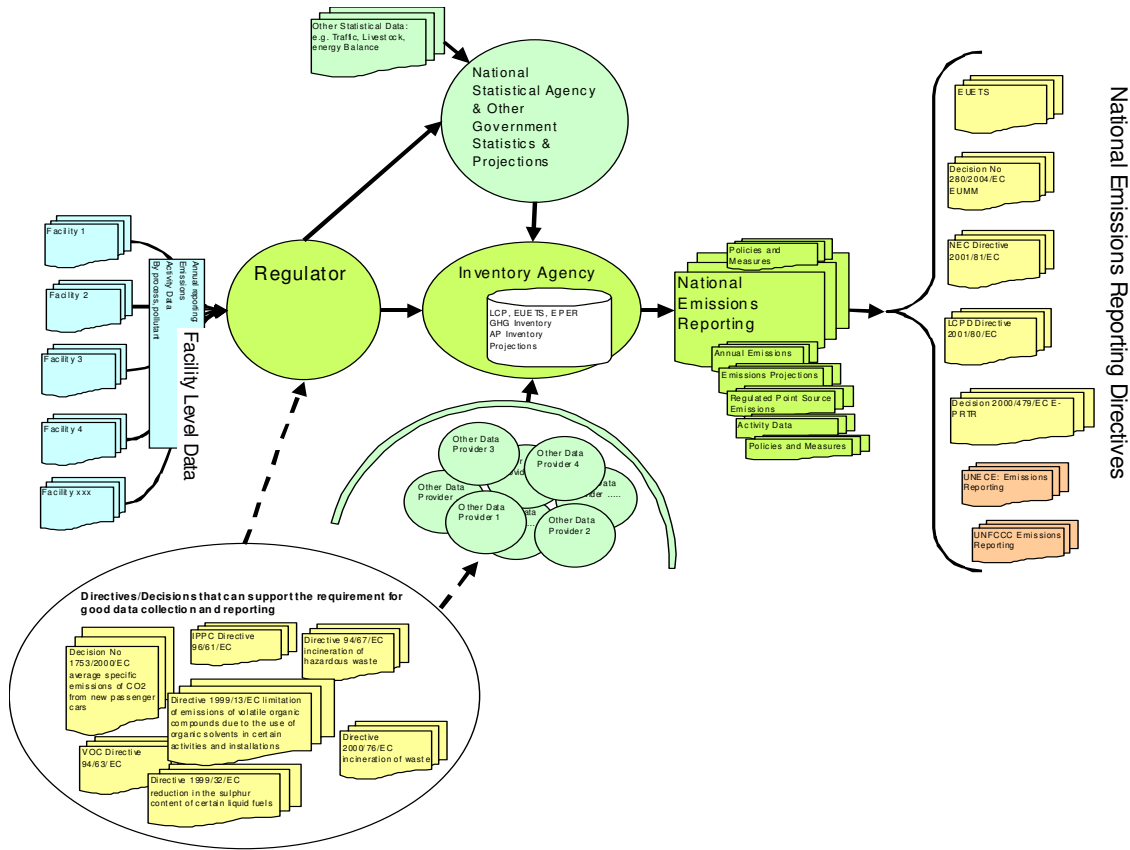 Other Statistical Data:
e.g. Traffic, Livestock,
energy Balance
National
Statistical Agency
& Other
Government
Statistics &
Projections
Facility 1
Facility 2
Facility 3
Facility 4
Facility xxx
Annual reporting
Emissions
Activity Data
By process, pollutant
Facility Level Data
Regulator
Inventory Agency
LCP, EUETS, EPER
GHG Inventory
AP Inventory
Projections
Policies and
Measures
National
Emissions
Reporting
Annual Emissions
Emissions Projections
Regulated Point Source
Emissions
Activity Data
Policies and Measures
EUETS
Decision No
280/2004/EC
EUMM
NEC Directive
2001/81/EC
LCPD Directive
2001/80/EC
Decision 2000/479/EC E-
PRTR
UNECE: Emissions
Reporting
UNFCCC Emissions
Reporting
National Emissions Reporting Directives
Other Data
Provider 3
Other Data
Provider 4
Other Data
Provider
Other Data
Provider 1
Other Data
Provider 2
Directives/Decisions that can support the requirement for
good data collection and reporting
Decision No
1753/2000/EC
average specific
emissions of CO2
from new passenger
cars
IPPC Directive
96/61/EC
Directive 94/67/EC
incineration of
hazardous waste
Directive 1999/13/EC limitation
of emissions of volatile organic
compounds due to the use of
organic solvents in certain
activities and installations
VOC Directive
94/63/EC
Directive
2000/76/EC
incineration of waste
Directive 1999/32/EC
reduction in the sulphur
content of certain liquid fuels